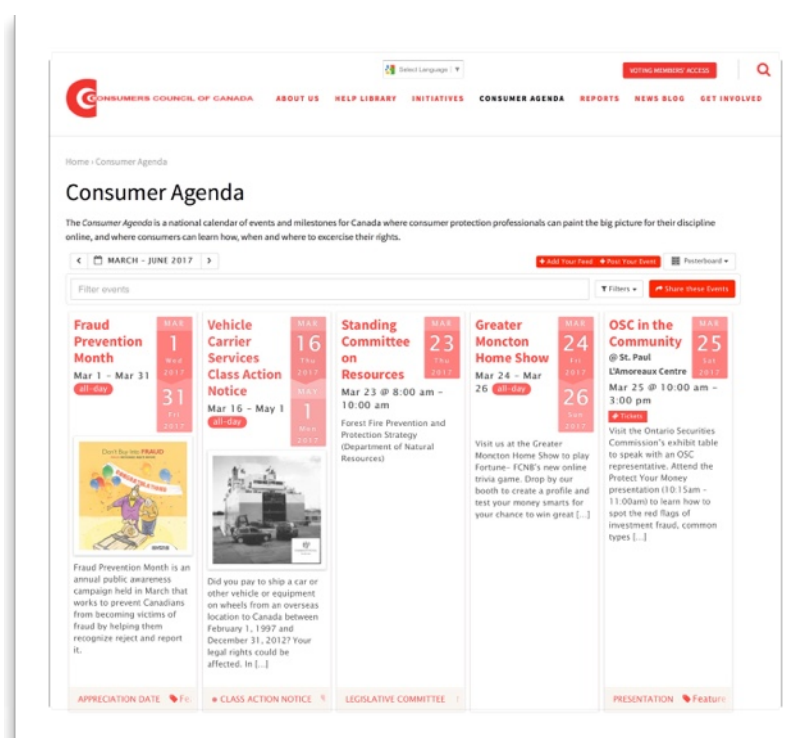 Select Language ▼
VOTING MEMBERS' ACCESS
CONSUMERS COUNCIL OF CANADA
ABOUT US HELP LIBRARY INITIATIVES CONSUMER AGENDA REPORTS NEWS BLOG GET INVOLVED
Home › Consumer Agenda
Consumer Agenda
The Consumer Agenda is a national calendar of events and milestones for Canada where consumer protection professionals can paint the big picture for their discipline
online, and where consumers can learn how, when and where to excercise their rights.
MARCH – JUNE 2017
Add Your Feed
Post Your Event
Posterboard
Filter events
Filters
Share these Events
Fraud
Prevention
Month
MAR
1
Wed
2017
31
Fri
2017
Mar 1 – Mar 31
all-day
Don't Buy Into FRAUD
CONGRATULATIONS
Fraud Prevention Month is an
annual public awareness
campaign held in March that
works to prevent Canadians
from becoming victims of
fraud by helping them
recognize reject and report
it.
APPRECIATION DATE
Vehicle
Carrier
Services
Class Action
Notice
MAR
16
Thu
2017
MAY
1
Mon
2017
Mar 16 – May 1
all-day
Did you pay to ship a car or
other vehicle or equipment
on wheels from an overseas
location to Canada between
February 1, 1997 and
December 31, 2012? Your
legal rights could be
affected. In [...]
CLASS ACTION NOTICE
Standing
Committee
on
Resources
MAR
23
Thu
2017
Mar 23 @ 8:00 am –
10:00 am
Forest Fire Prevention and
Protection Strategy
(Department of Natural
Resources)
LEGISLATIVE COMMITTEE
Greater
Moncton
Home Show
MAR
24
Fri
2017
26
Sun
2017
Mar 24 – Mar
26 all-day
Visit us at the Greater
Moncton Home Show to play
Fortune– FCNB's new online
trivia game. Drop by our
booth to create a profile and
test your money smarts for
your chance to win great [...]
OSC in the
Community
@ St. Paul
L'Amoreaux Centre
MAR
25
Sat
2017
Mar 25 @ 10:00 am –
3:00 pm
Tickets
Visit the Ontario Securities
Commission's exhibit table
to speak with an OSC
representative. Attend the
Protect Your Money
presentation (10:15am –
11:00am) to learn how to
spot the red flags of
investment fraud, common
types [...]
PRESENTATION Feature